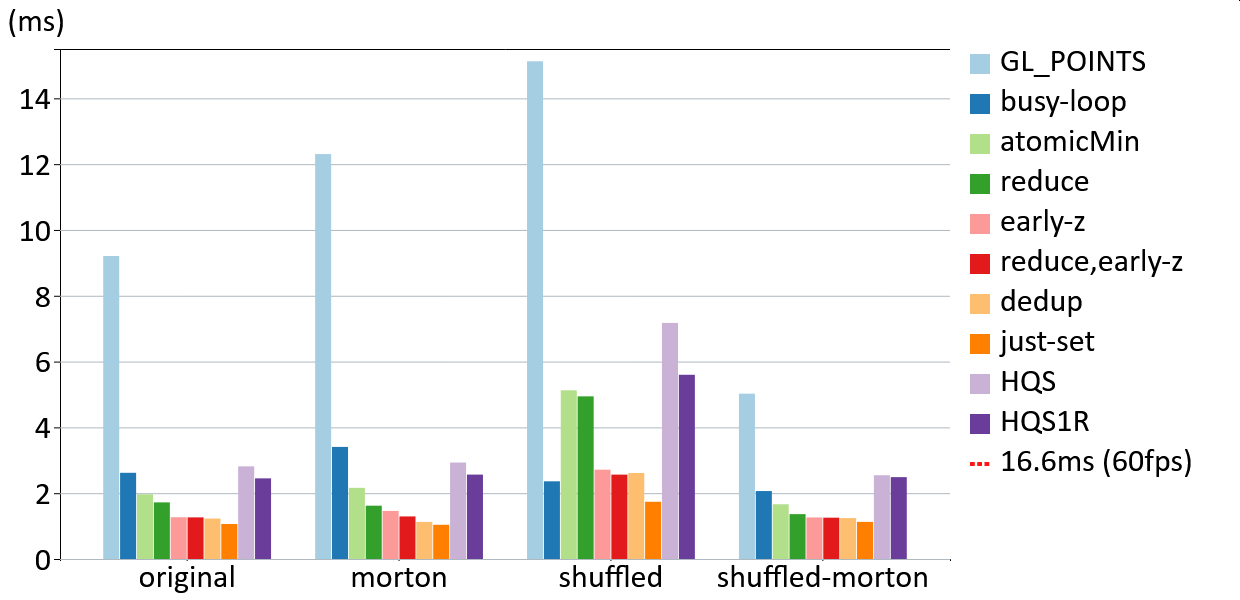 (ms)
14
12
10
8
6
4
2
0
original morton shuffled shuffled-morton
GL_POINTS
busy-loop
atomicMin
reduce
early-z
reduce,early-z
dedup
just-set
HQS
HQS1R
16.6ms (60fps)